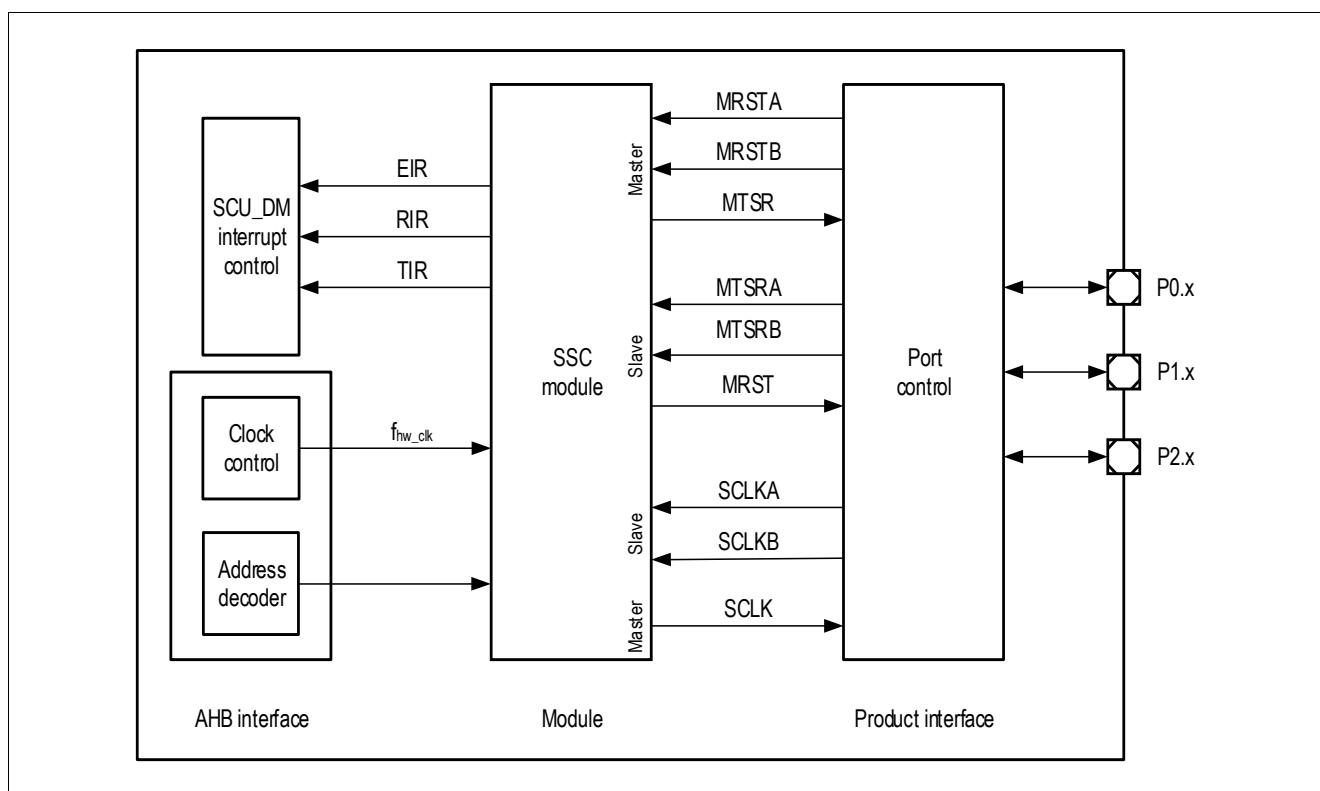 SCU_DM
interrupt
control
EIR
RIR
TIR
Clock
control
f_hw_clk
Address
decoder
AHB interface
SSC
module
Master
Slave
Slave
Master
Module
MRSTA
MRSTB
MTSR
MTSRA
MTSRB
MRST
SCLKA
SCLKB
SCLK
Port
control
Product interface
P0.x
P1.x
P2.x